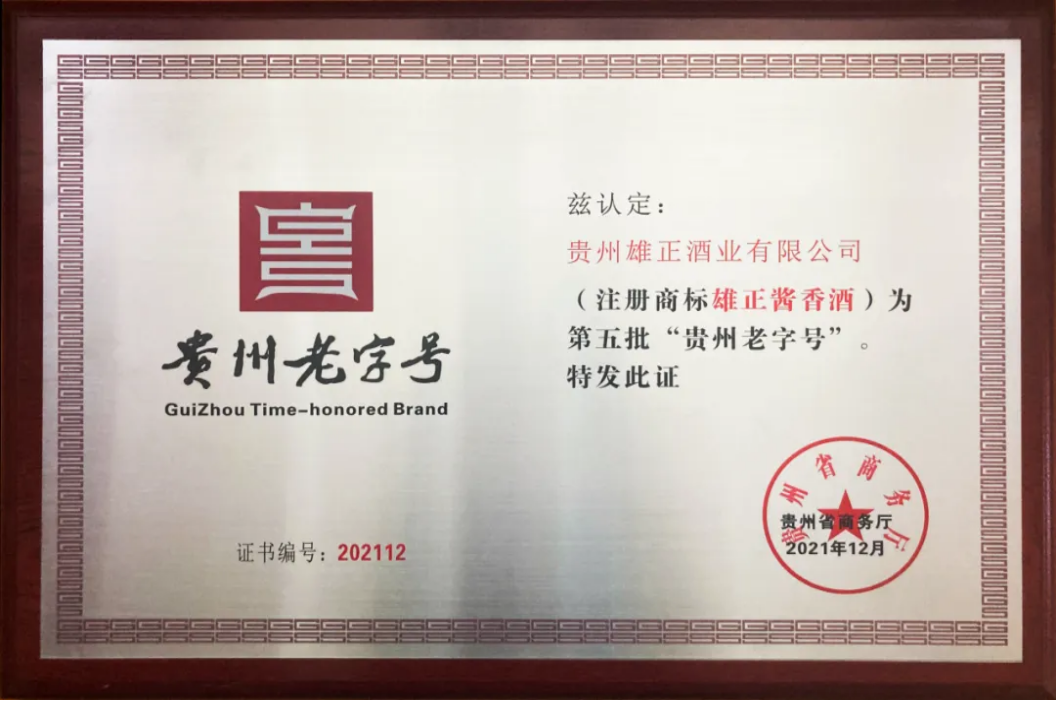 贵州老字号
GuiZhou Time-honored Brand
证书编号：202112
兹认定：
贵州雄正酒业有限公司
（注册商标雄正酱香酒）为
第五批“贵州老字号”。
特发此证
贵州省商务厅
贵州省商务厅
2021年12月